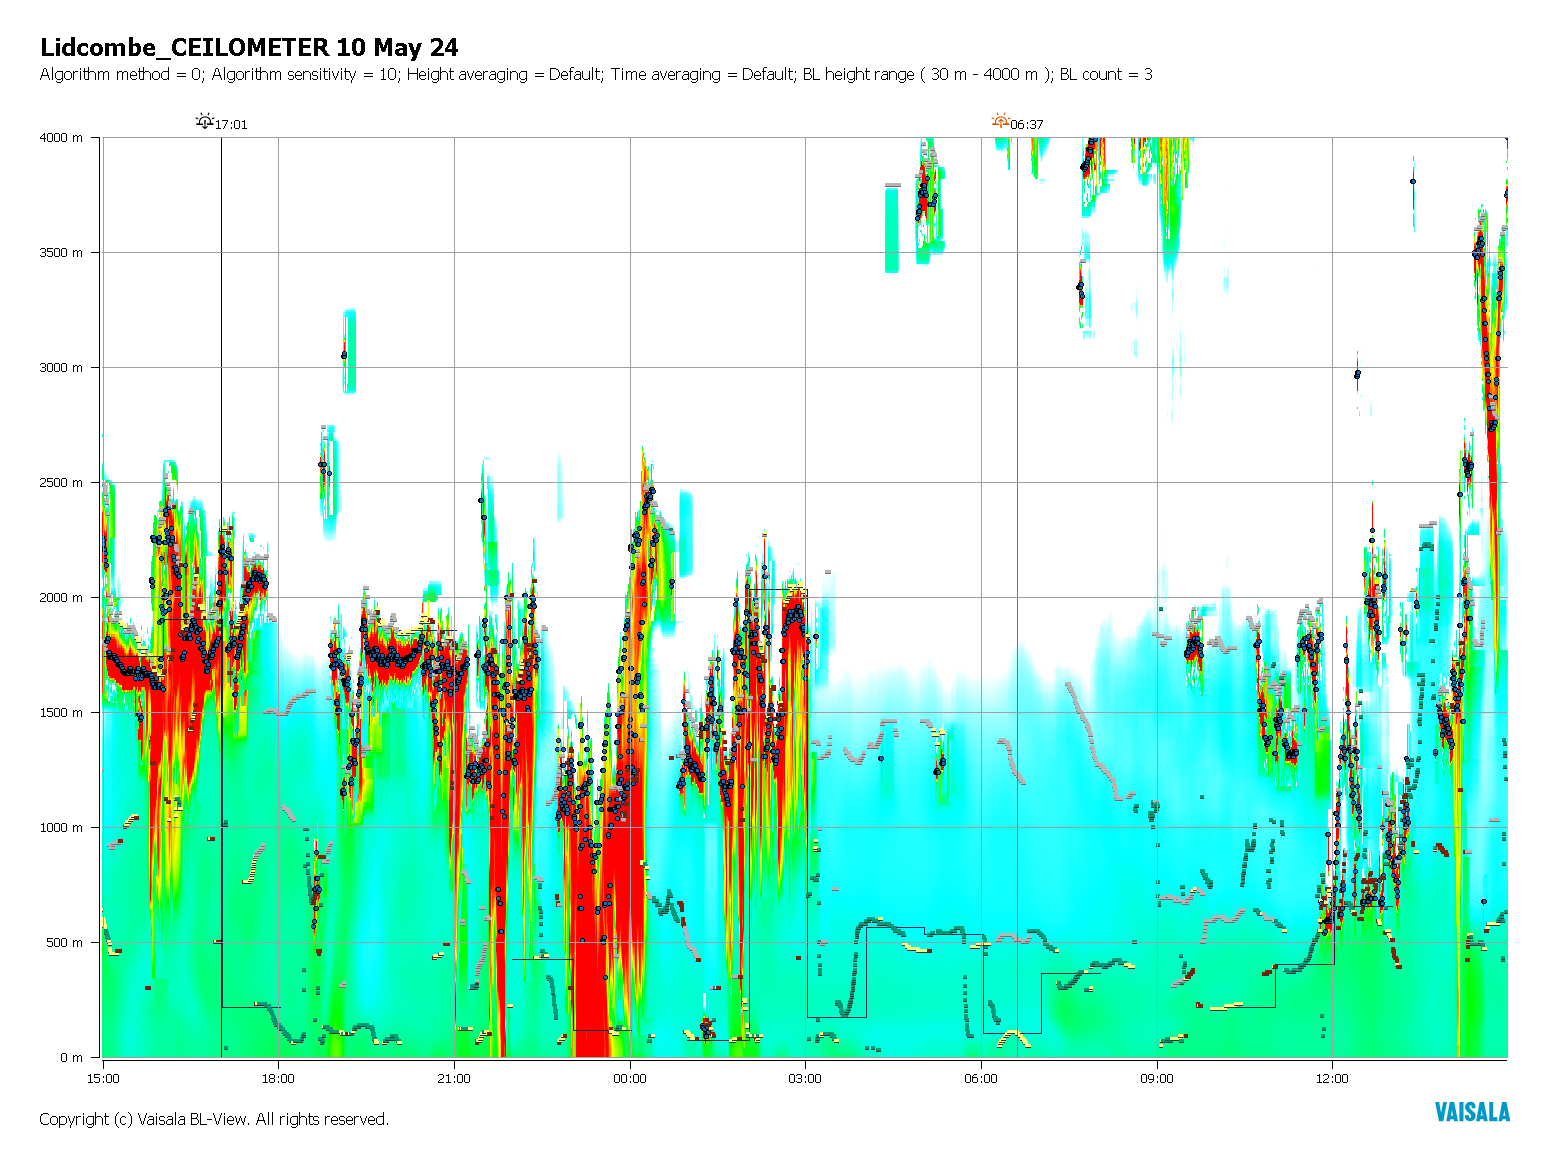 Lidcombe_CEILOMETER 10 May 24
Algorithm method = 0; Algorithm sensitivity = 10; Height averaging = Default; Time averaging = Default; BL height range ( 30 m - 4000 m ); BL count = 3
17:01 06:37
4000 m
3500 m
3000 m
2500 m
2000 m
1500 m
1000 m
500 m
0 m
15:00 18:00 21:00 00:00 03:00 06:00 09:00 12:00
Copyright (c) Vaisala BL-View. All rights reserved.
VAISALA